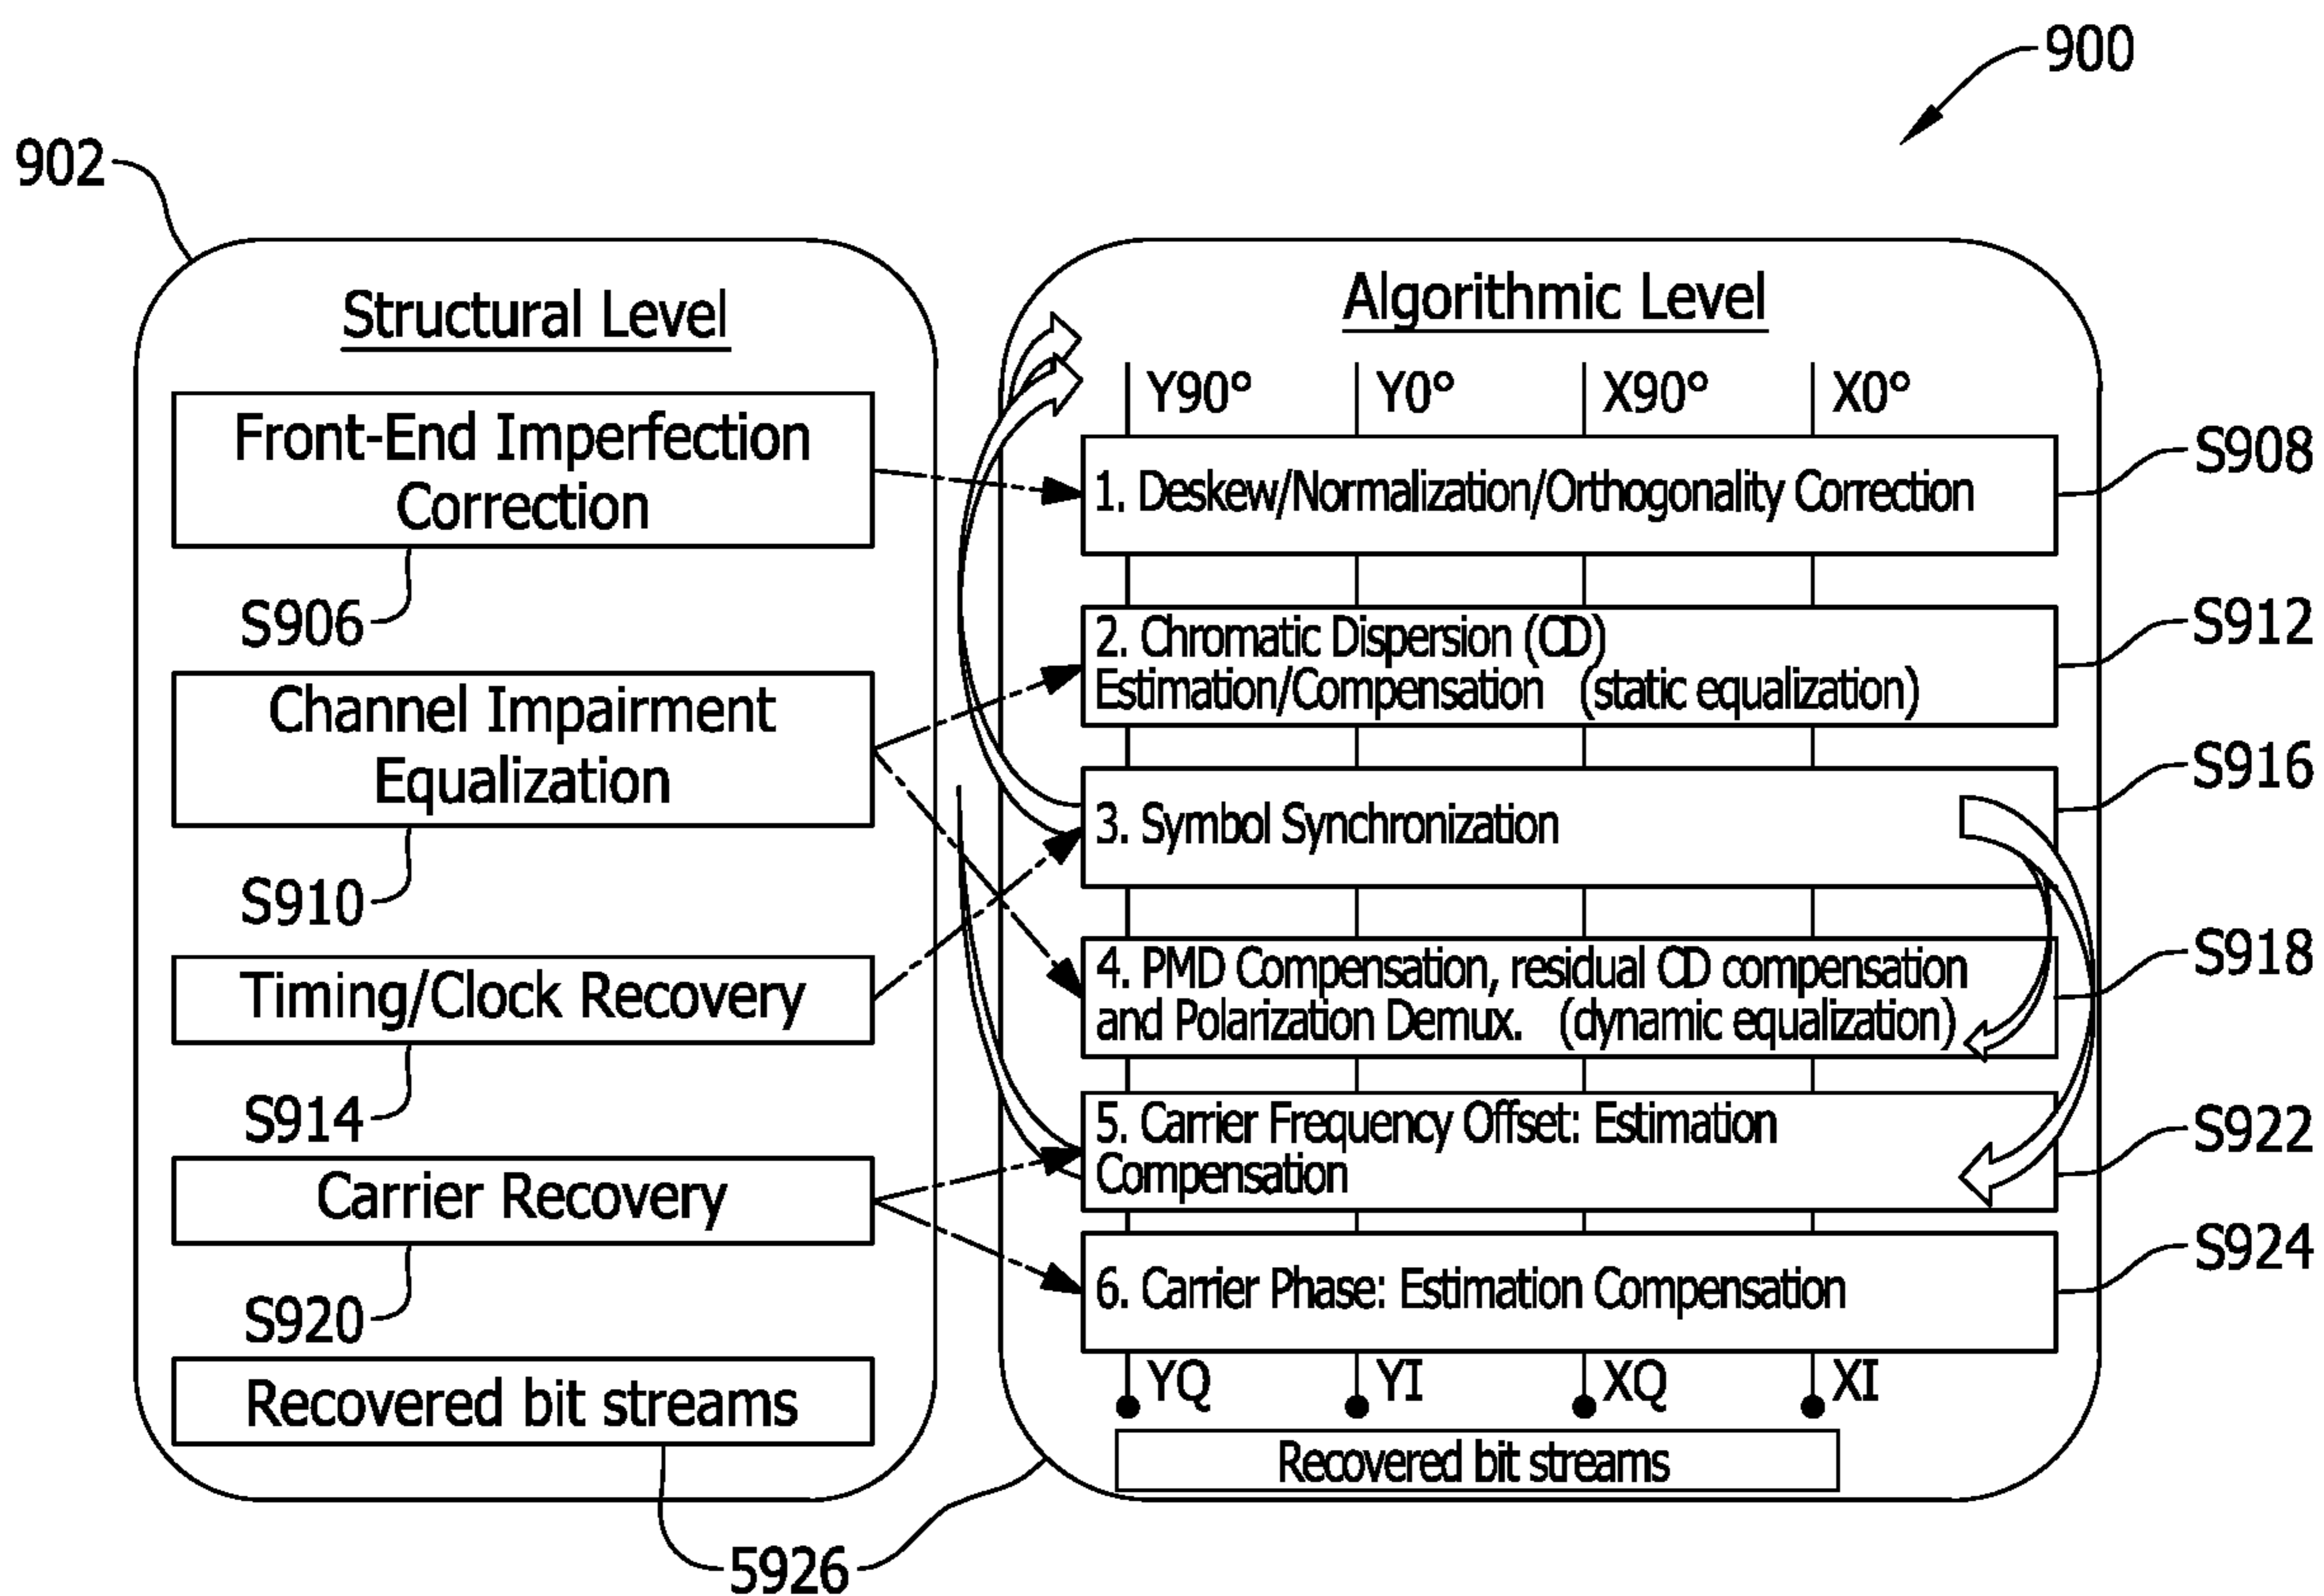 900
902
Structural Level
Front-End Imperfection
Correction
S906
Channel Impairment
Equalization
S910
Timing/Clock Recovery
S914
Carrier Recovery
S920
Recovered bit streams
5926
Algorithmic Level
Y90° Y0° X90° X0°
1. Deskew/Normalization/Orthogonality Correction
S908
2. Chromatic Dispersion (CD)
Estimation/Compensation (static equalization)
S912
3. Symbol Synchronization
S916
4. PMD Compensation, residual CD compensation
and Polarization Demux. (dynamic equalization)
S918
5. Carrier Frequency Offset: Estimation
Compensation
S922
6. Carrier Phase: Estimation Compensation
S924
YQ YI XQ XI
Recovered bit streams